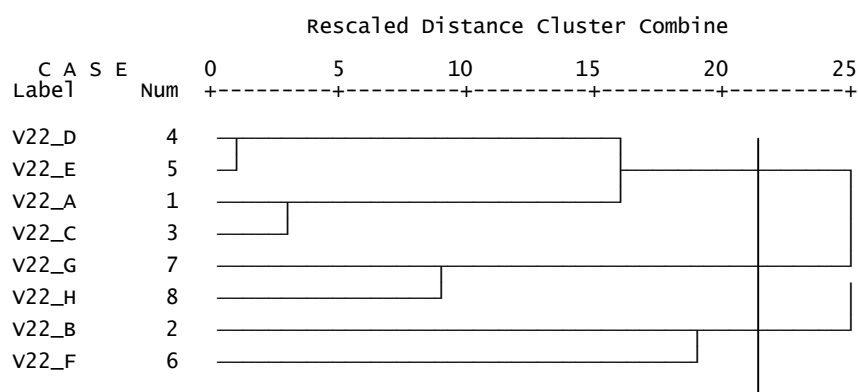 Rescaled Distance Cluster Combine
C A S E 0 5 10 15 20 25
Label Num +---------+---------+---------+---------+---------+
V22_D 4
V22_E 5
V22_A 1
V22_C 3
V22_G 7
V22_H 8
V22_B 2
V22_F 6